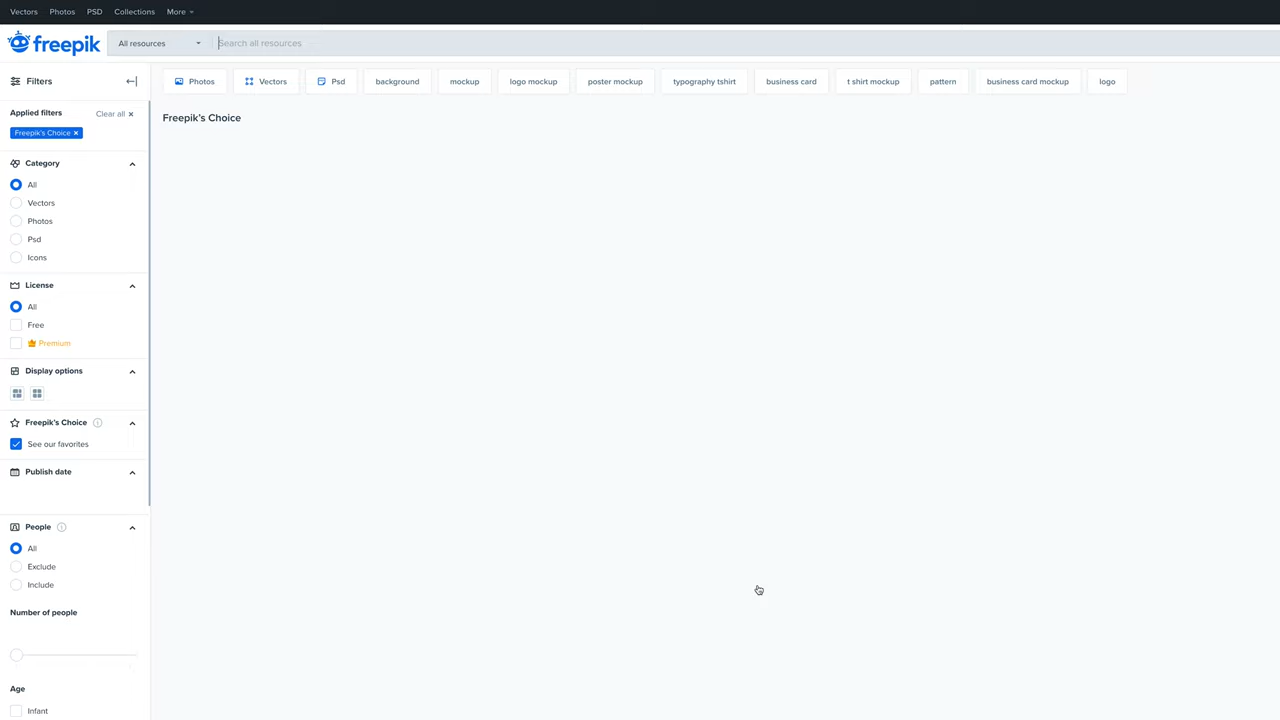 Vectors Photos PSD Collections More
freepik All resources Search all resources
Filters
Photos Vectors Psd background mockup logo mockup poster mockup typography tshirt business card t shirt mockup pattern business card mockup logo
Applied filters Clear all ×
Freepik's Choice ×
Freepik's Choice
Category
All
Vectors
Photos
Psd
Icons
License
All
Free
Premium
Display options
Freepik's Choice
See our favorites
Publish date
People
All
Exclude
Include
Number of people
Age
Infant